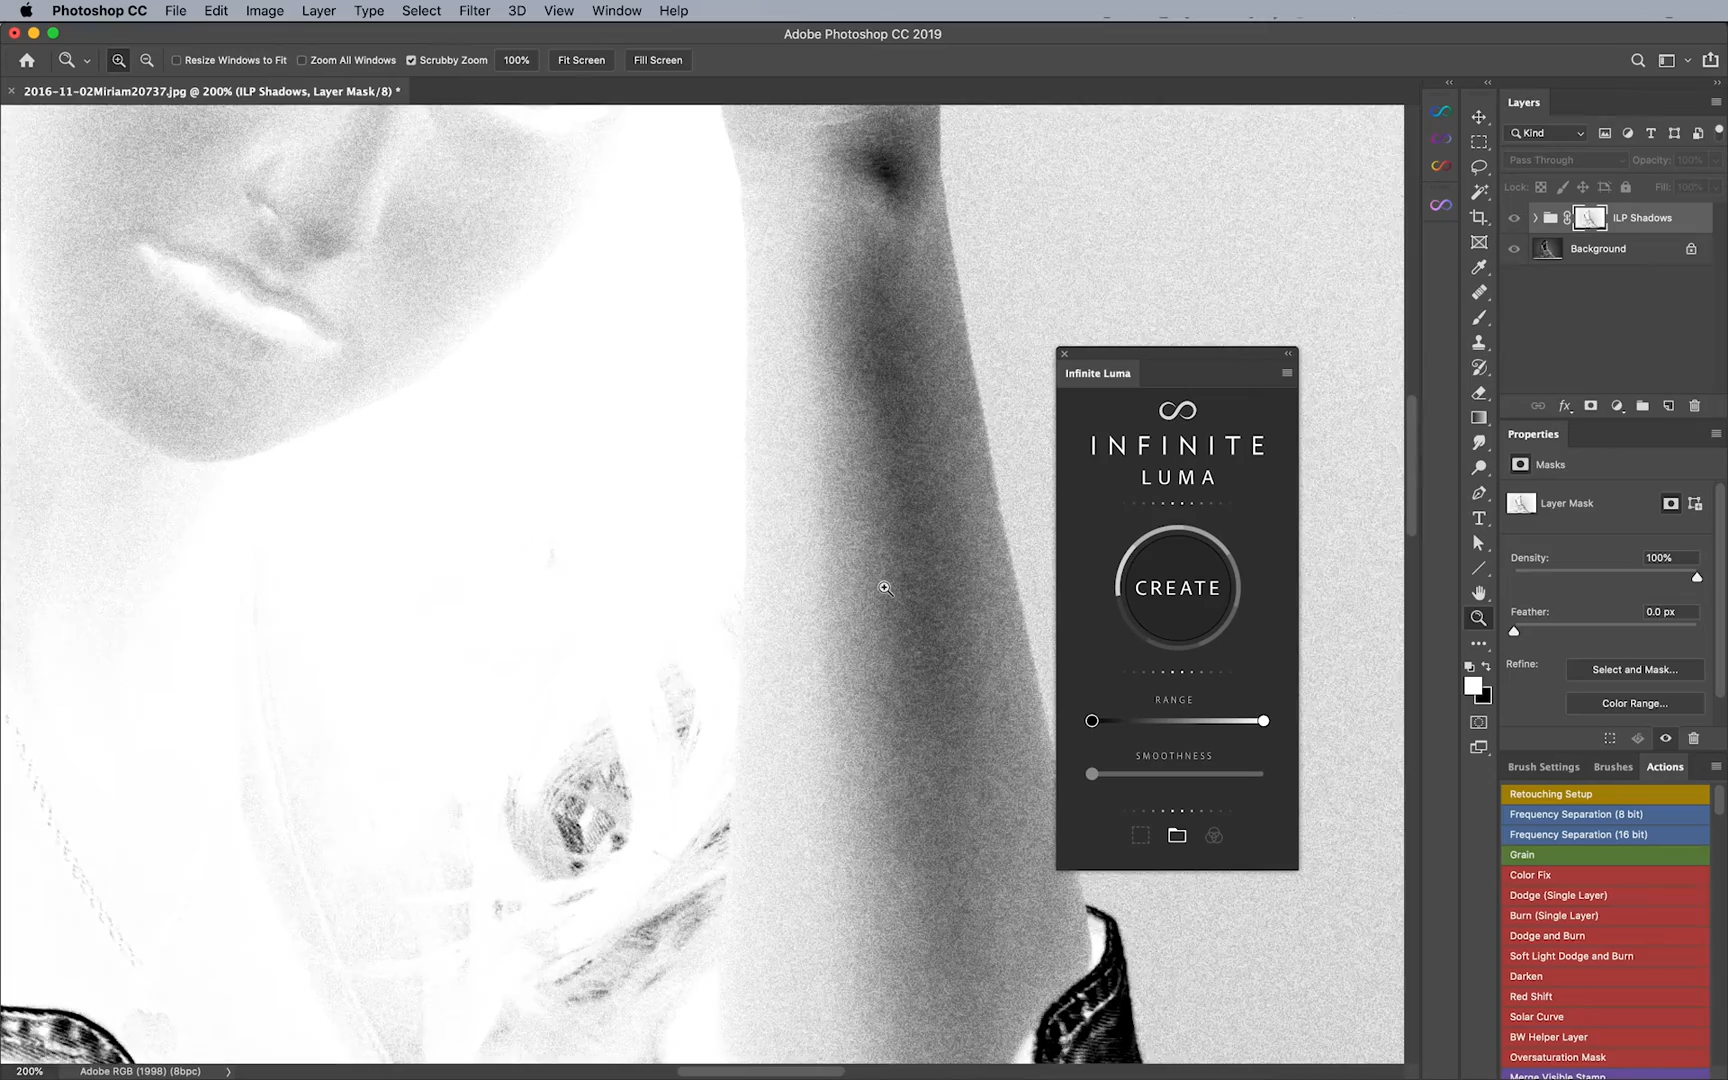 Photoshop CC File Edit Image Layer Type Select Filter 3D View Window Help
Adobe Photoshop CC 2019
Resize Windows to Fit Zoom All Windows Scrubby Zoom 100% Fit Screen Fill Screen
2016-11-02Miriam20737.jpg @ 200% (ILP Shadows, Layer Mask/8) *
Layers
Kind
Pass Through Opacity: 100%
Lock: Fill: 100%
ILP Shadows
Background
Infinite Luma
INFINITE
LUMA
CREATE
RANGE
SMOOTHNESS
Properties
Masks
Layer Mask
Density: 100%
Feather: 0.0 px
Refine: Select and Mask...
Color Range...
Brush Settings Brushes Actions
Retouching Setup
Frequency Separation (8 bit)
Frequency Separation (16 bit)
Grain
Color Fix
Dodge (Single Layer)
Burn (Single Layer)
Dodge and Burn
Soft Light Dodge and Burn
Darken
Red Shift
Solar Curve
BW Helper Layer
Oversaturation Mask
Merge Visible Stamp
200% Adobe RGB (1998) (8bpc)